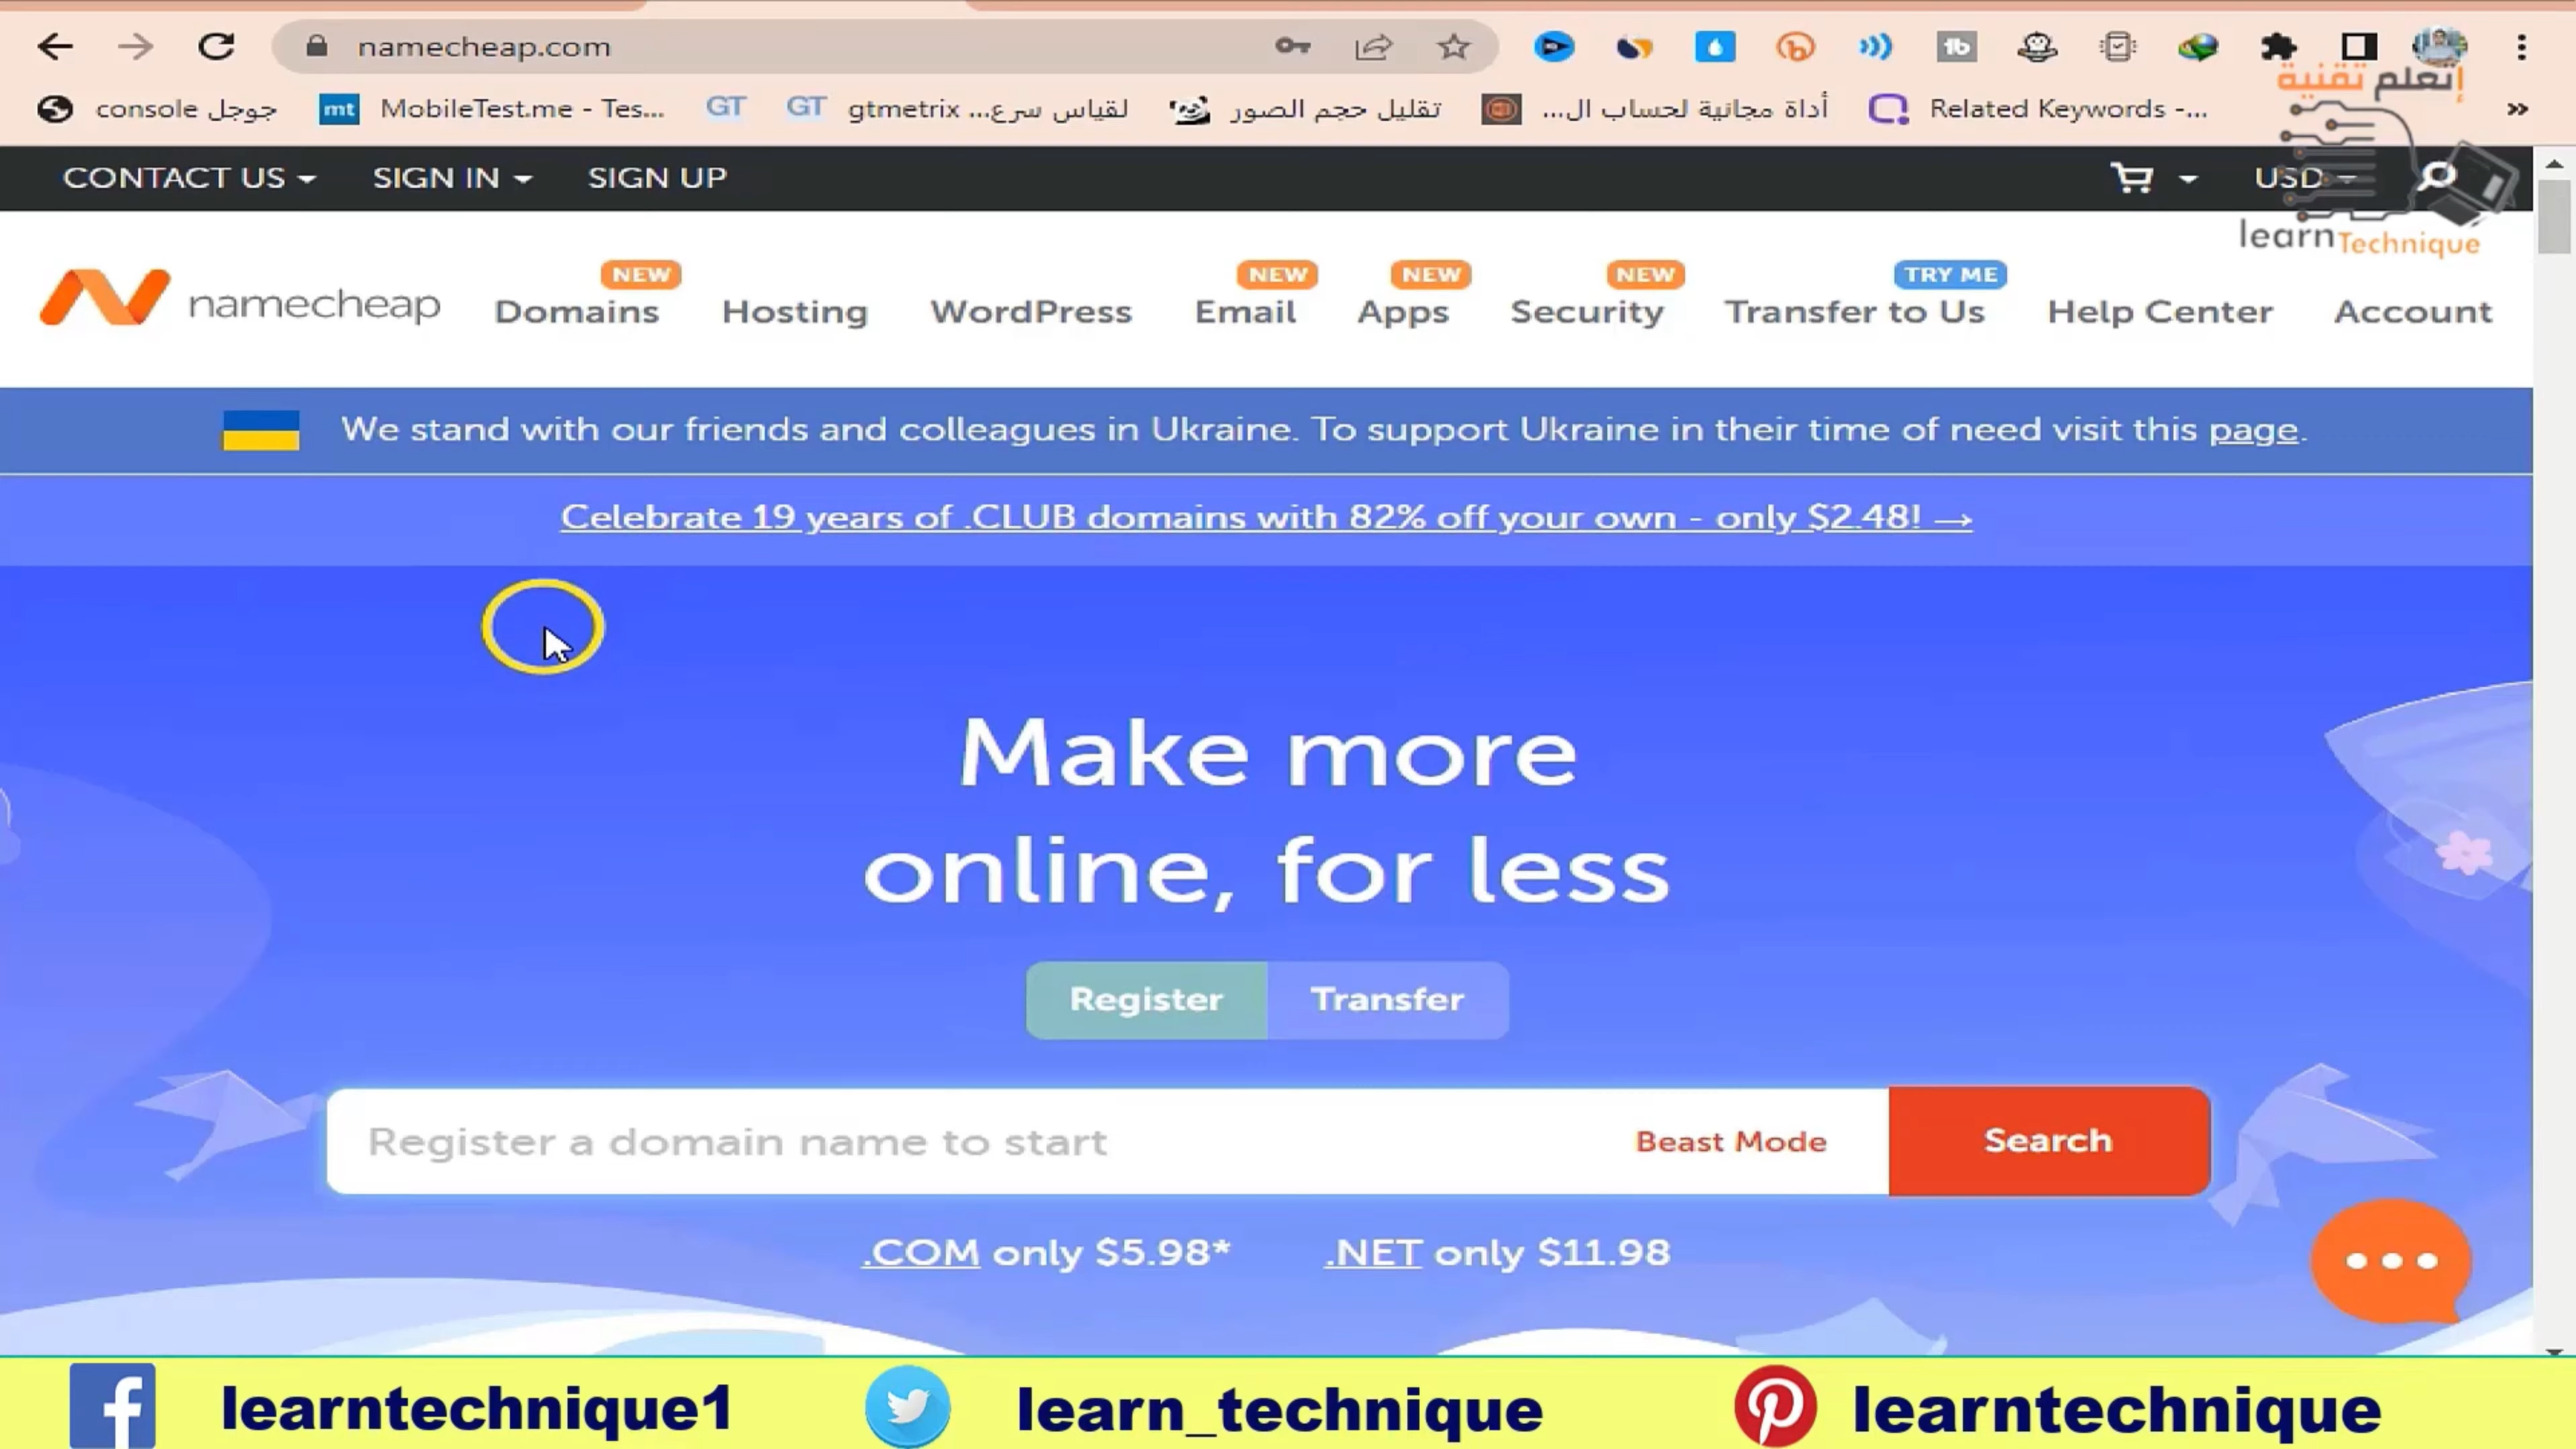 namecheap.com
console جوجل
mt MobileTest.me - Tes...
GT
GT gtmetrix لقياس سرع...
تقليل حجم الصور
أداة مجانية لحساب ال...
Related Keywords -...
إتعلم تقنية
learn Technique
CONTACT US SIGN IN SIGN UP USD
namecheap
Domains NEW
Hosting
WordPress
Email NEW
Apps NEW
Security NEW
Transfer to Us TRY ME
Help Center
Account
We stand with our friends and colleagues in Ukraine. To support Ukraine in their time of need visit this page.
Celebrate 19 years of .CLUB domains with 82% off your own - only $2.48! →
Make more
online, for less
Register Transfer
Register a domain name to start Beast Mode Search
.COM only $5.98* .NET only $11.98
learntechnique1 learn_technique learntechnique